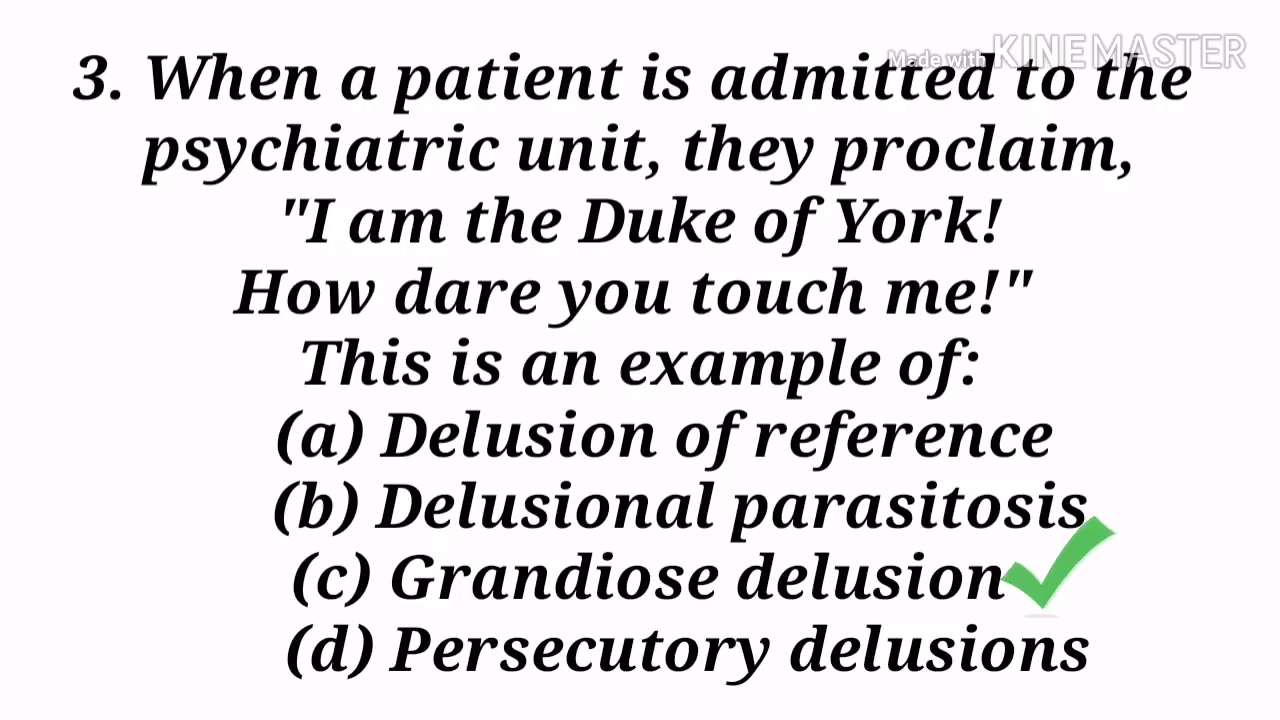 Made with KINEMASTER
3. When a patient is admitted to the
psychiatric unit, they proclaim,
"I am the Duke of York!
How dare you touch me!"
This is an example of:
(a) Delusion of reference
(b) Delusional parasitosis
(c) Grandiose delusion
(d) Persecutory delusions